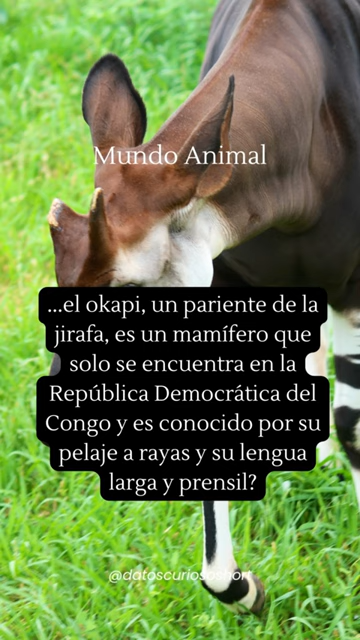 Mundo Animal
...el okapi, un pariente de la
jirafa, es un mamífero que
solo se encuentra en la
República Democrática del
Congo y es conocido por su
pelaje a rayas y su lengua
larga y prensil?
@datoscuriososhort